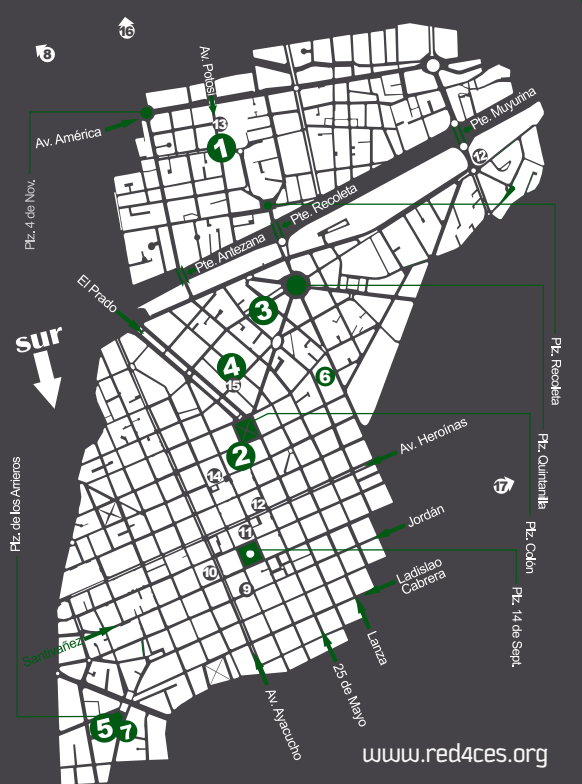 16
8
Av. Potosí
Av. América
13
1
Pte. Muyurina
12
Plz. 4 de Nov.
Pte. Recoleta
Pte. Antezana
El Prado
3
sur
4
15
6
Plz. Recoleta
2
Av. Heroínas
14
Plz. Quintanilla
17
Plz. de los Arrieros
12
Jordán
11
Plz. Colón
10
Ladislao
Cabrera
9
Plz. 14 de Sept.
Santivañez
Lanza
25 de Mayo
Av. Ayacucho
5
7
www.red4ces.org